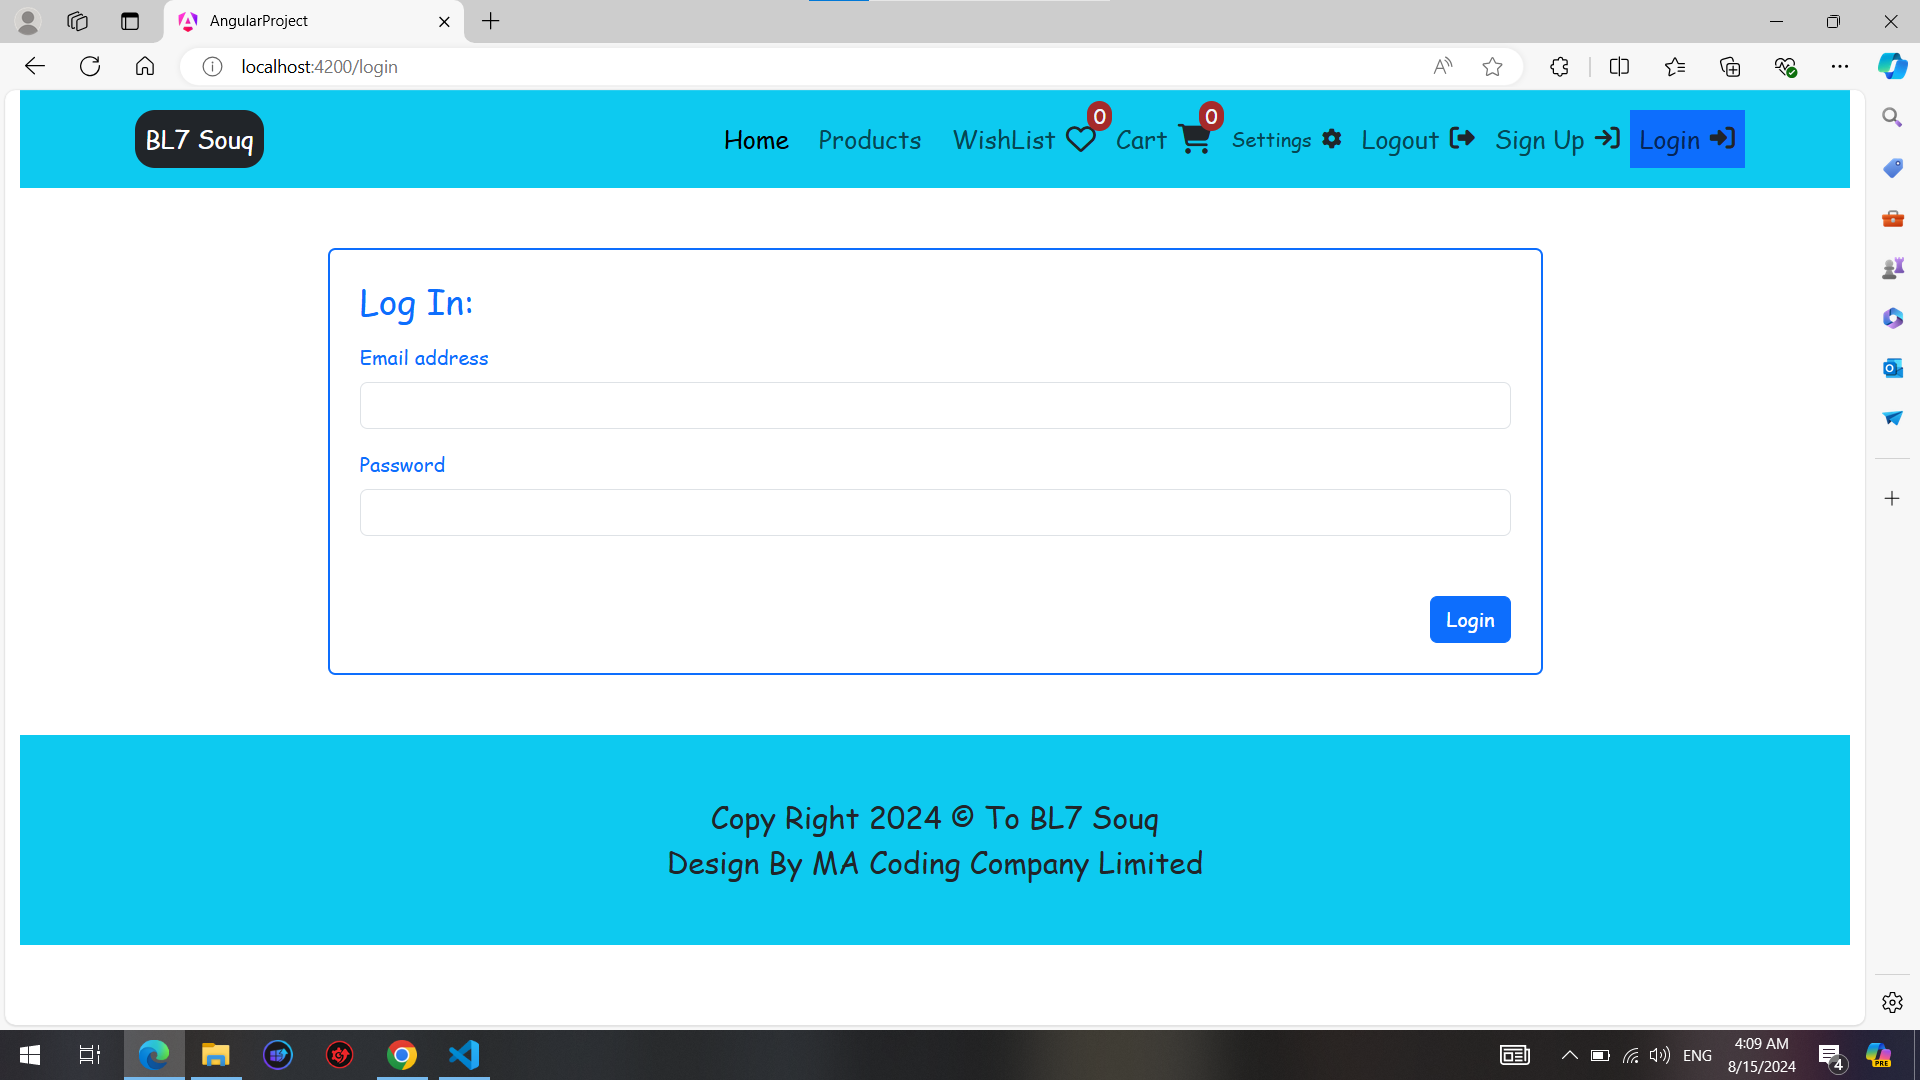 AngularProject
localhost:4200/login
BL7 Souq
Home
Products
WishList
0
Cart
0
Settings
Logout
Sign Up
Login
Log In:
Email address
Password
Login
Copy Right 2024 © To BL7 Souq
Design By MA Coding Company Limited
ENG
4:09 AM
8/15/2024
4
PRE